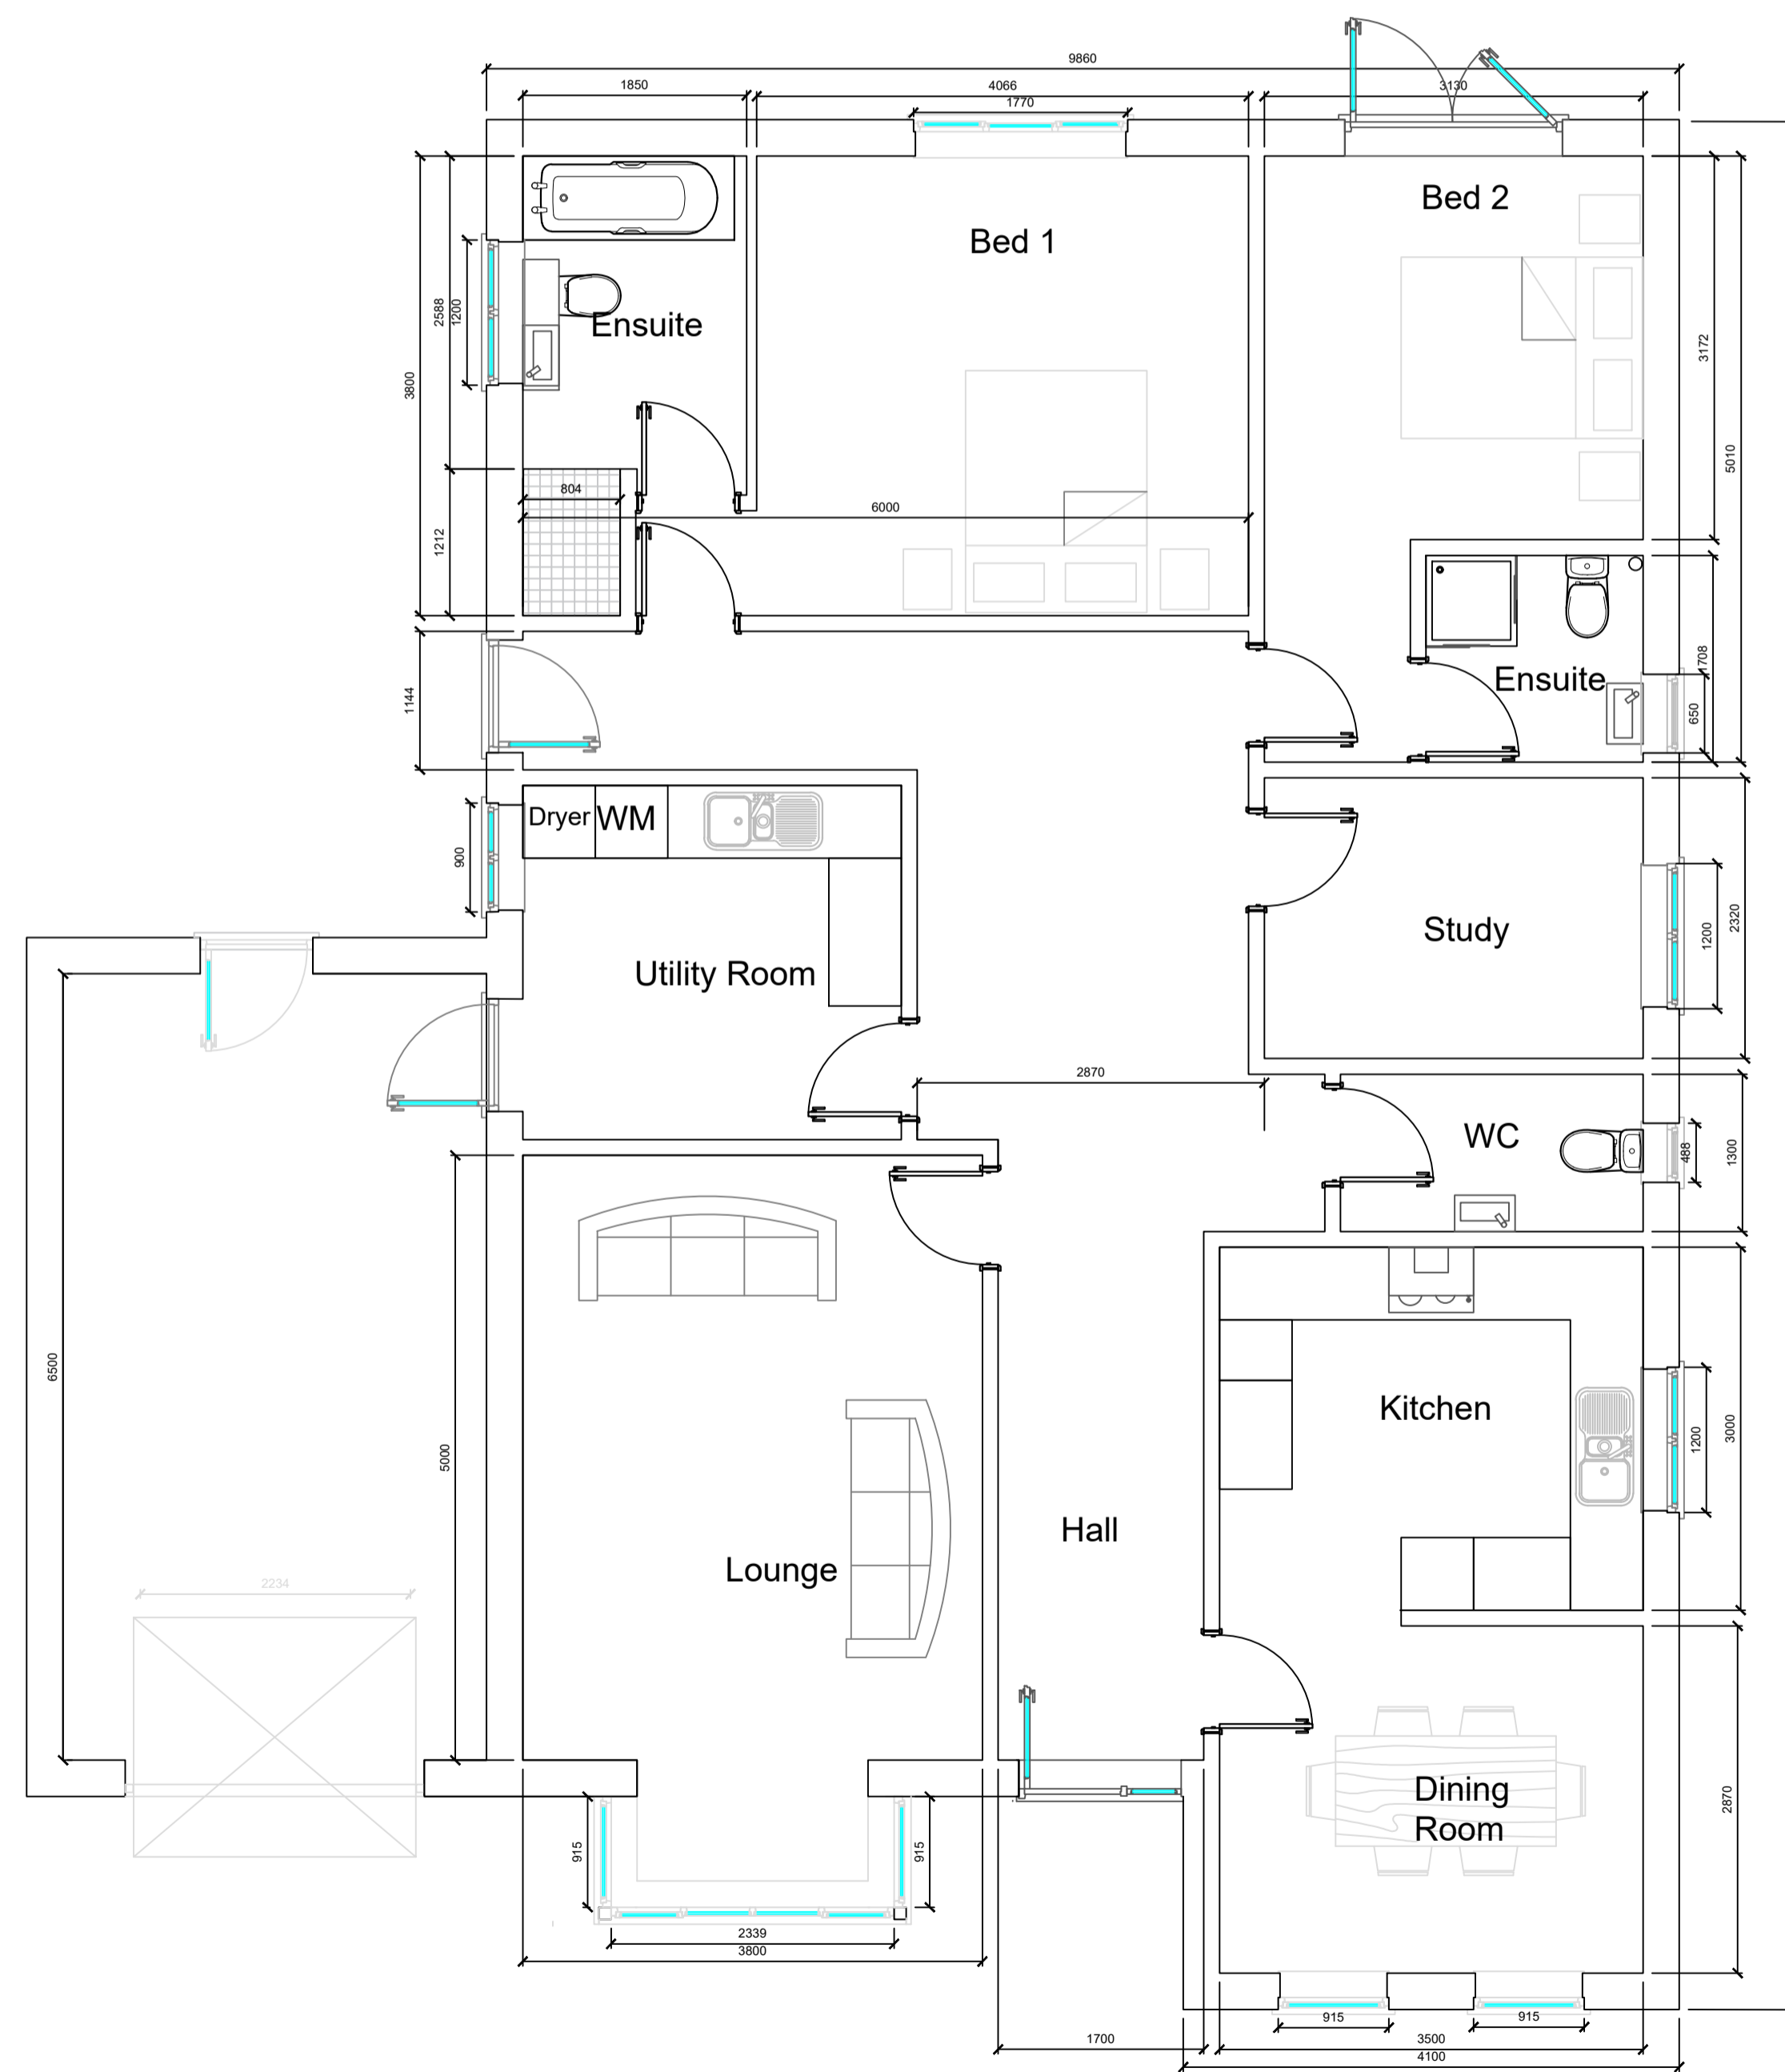 9860
1850
4066
3130
1770
Bed 2
Bed 1
Ensuite
2588
1200
3800
3172
5010
804
6000
1212
Ensuite
1708
650
1144
Dryer
WM
900
Study
1200
2320
Utility Room
2870
WC
488
1300
6500
5000
Kitchen
1200
3000
Hall
Lounge
2234
Dining
Room
2870
915
915
2339
3800
915
915
1700
3500
4100